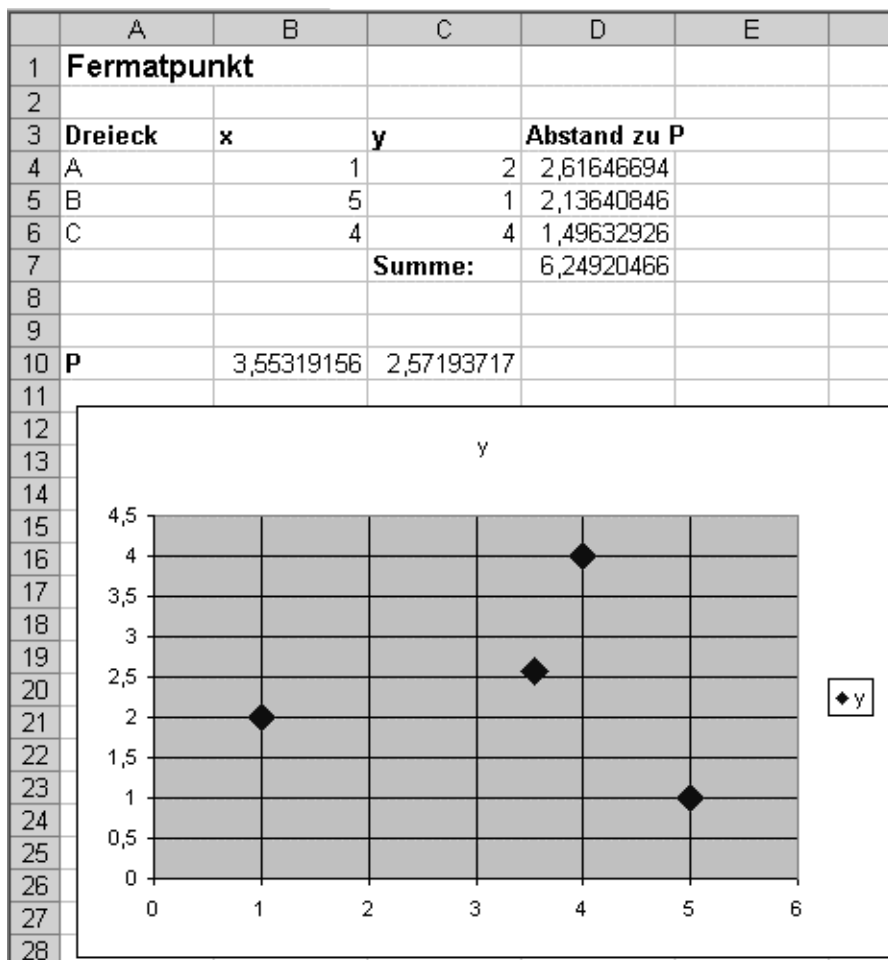 A B C D E
1 Fermatpunkt
2
3 Dreieck x y Abstand zu P
4 A 1 2 2,61646694
5 B 5 1 2,13640846
6 C 4 4 1,49632926
7 Summe: 6,24920466
8
9
10 P 3,55319156 2,57193717
11
12
13 y
14
15 4,5
16 4
17 3,5
18 3
19 2,5
20 y
21 2
22 1,5
23 1
24 0,5
25 0
26
27 0 1 2 3 4 5 6
28